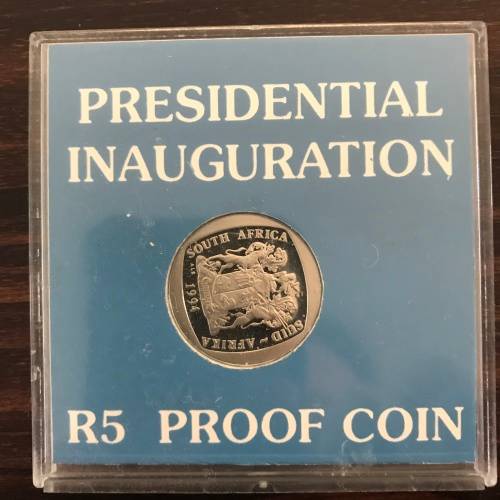 PRESIDENTIAL
INAUGURATION
SOUTH AFRICA
1994
SUID~AFRIKA
R5 PROOF COIN